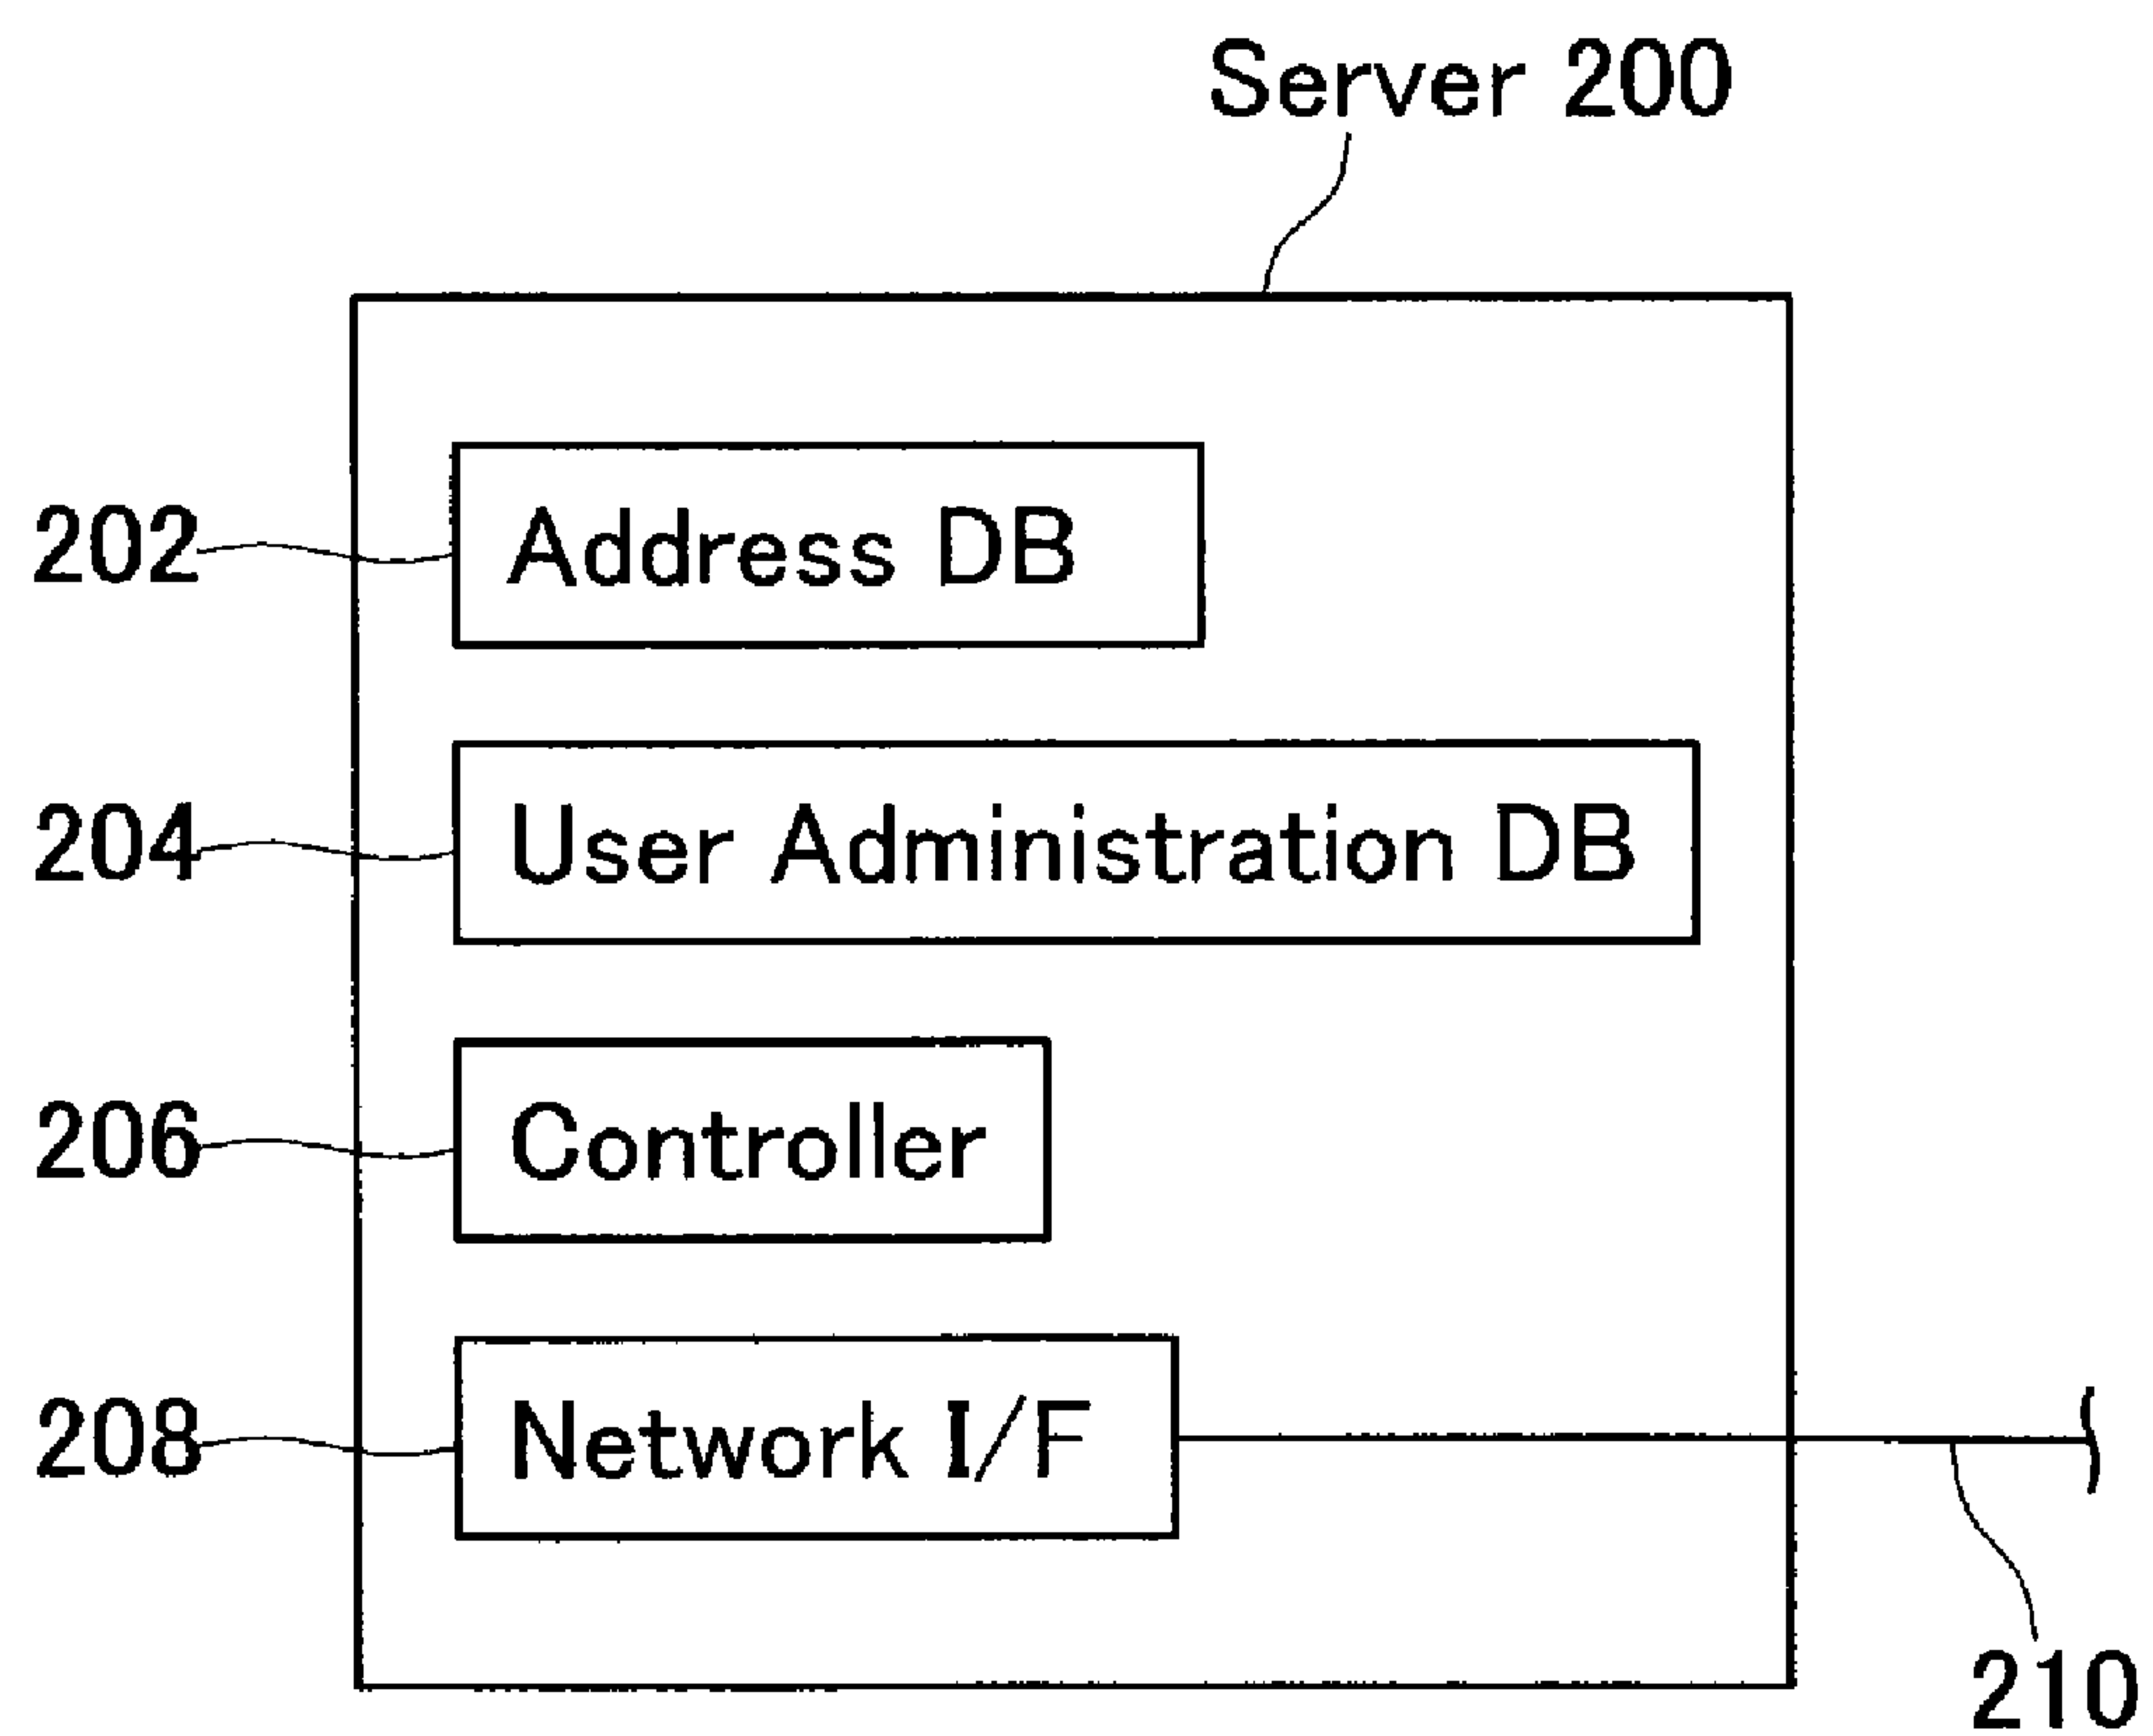 Server 200
202 Address DB
204 User Administration DB
206 Controller
208 Network I/F
210